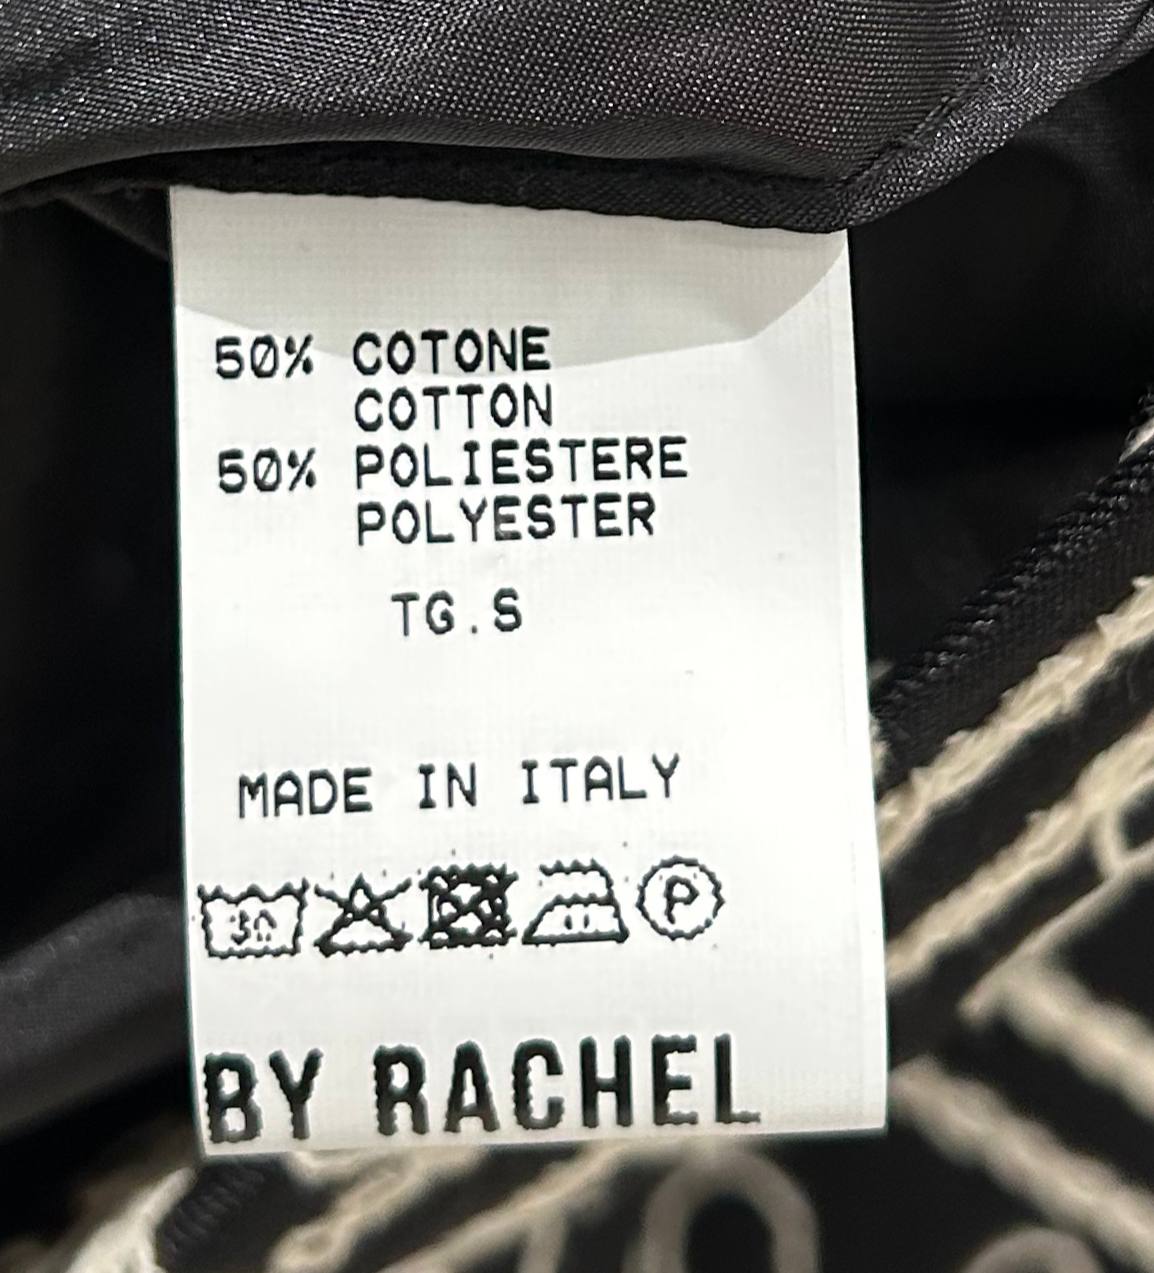 50% COTONE
COTTON
50% POLIESTERE
POLYESTER
TG.S
MADE IN ITALY
30 P
BY RACHEL